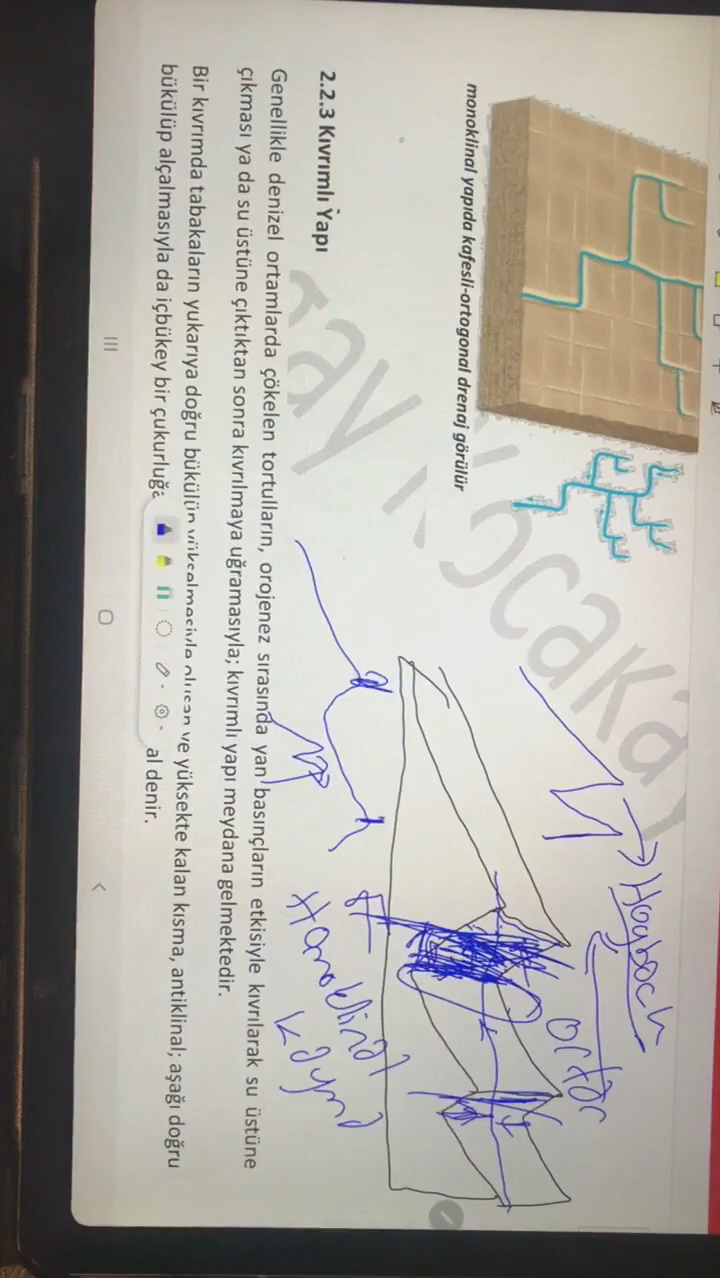 monoklinal yapıda kafesli-ortogonal drenaj görülür
Hogback
ortar
Monoklinal
kayma
2.2.3 Kıvrımlı Yapı
Genellikle denizel ortamlarda çökelen tortulların, orojenez sırasında yan basınçların etkisiyle kıvrılarak su üstüne
çıkması ya da su üstüne çıktıktan sonra kıvrılmaya uğramasıyla; kıvrımlı yapı meydana gelmektedir.
Bir kıvrımda tabakaların yukarıya doğru bükülüp yükselmesiyle oluşan ve yüksekte kalan kısma, antiklinal; aşağı doğru
bükülüp alçalmasıyla da içbükey bir çukurluğa al denir.